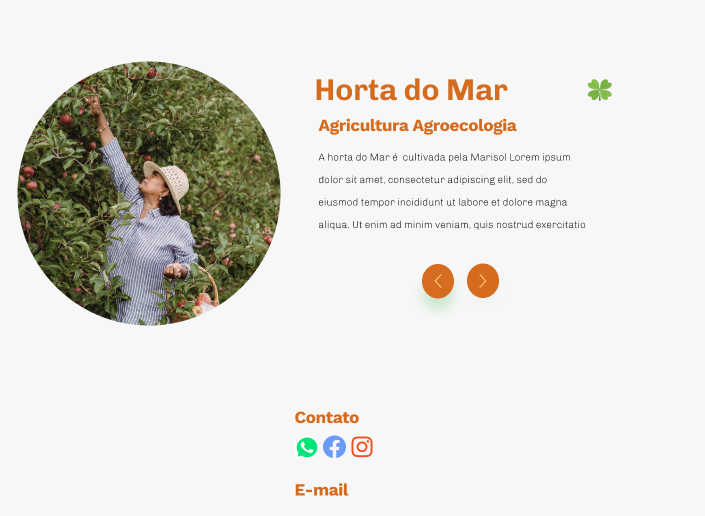 Horta do Mar
Agricultura Agroecologia
A horta do Mar é cultivada pela Marisol Lorem ipsum
dolor sit amet, consectetur adipiscing elit, sed do
eiusmod tempor incididunt ut labore et dolore magna
aliqua. Ut enim ad minim veniam, quis nostrud exercitatio
Contato
E-mail